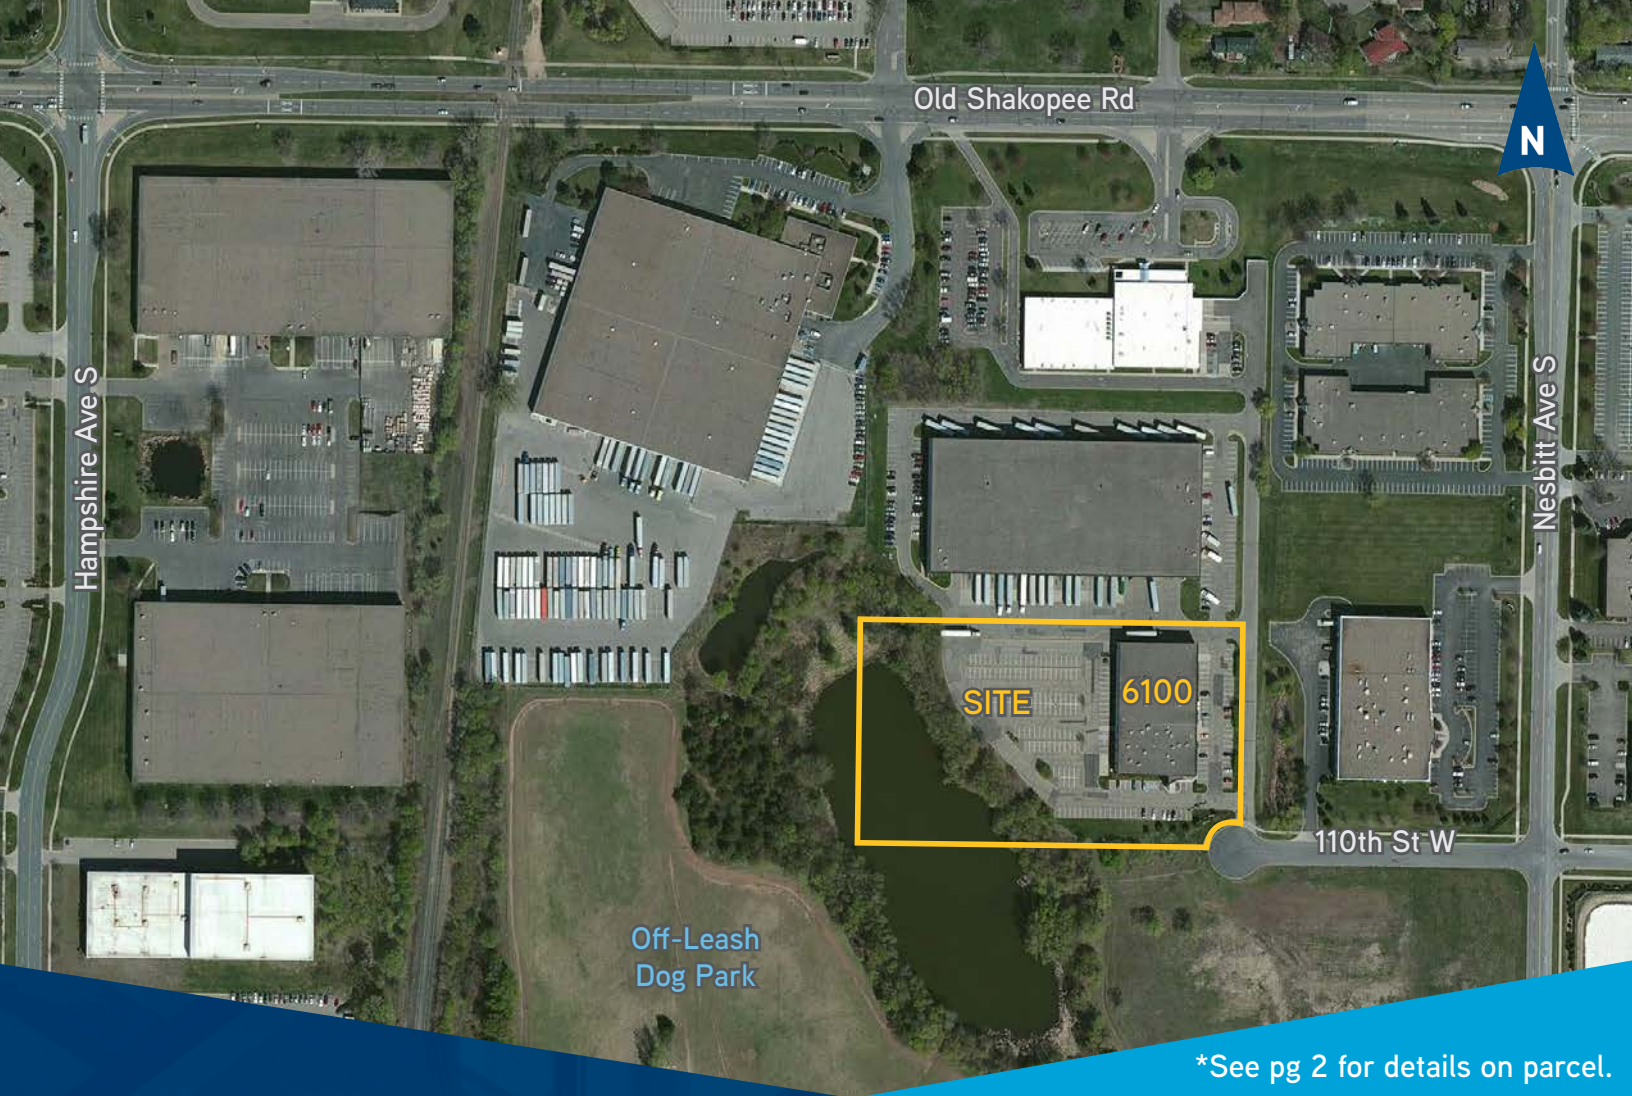 Old Shakopee Rd
N
Hampshire Ave S
Nesbitt Ave S
SITE
6100
110th St W
Off-Leash
Dog Park
*See pg 2 for details on parcel.